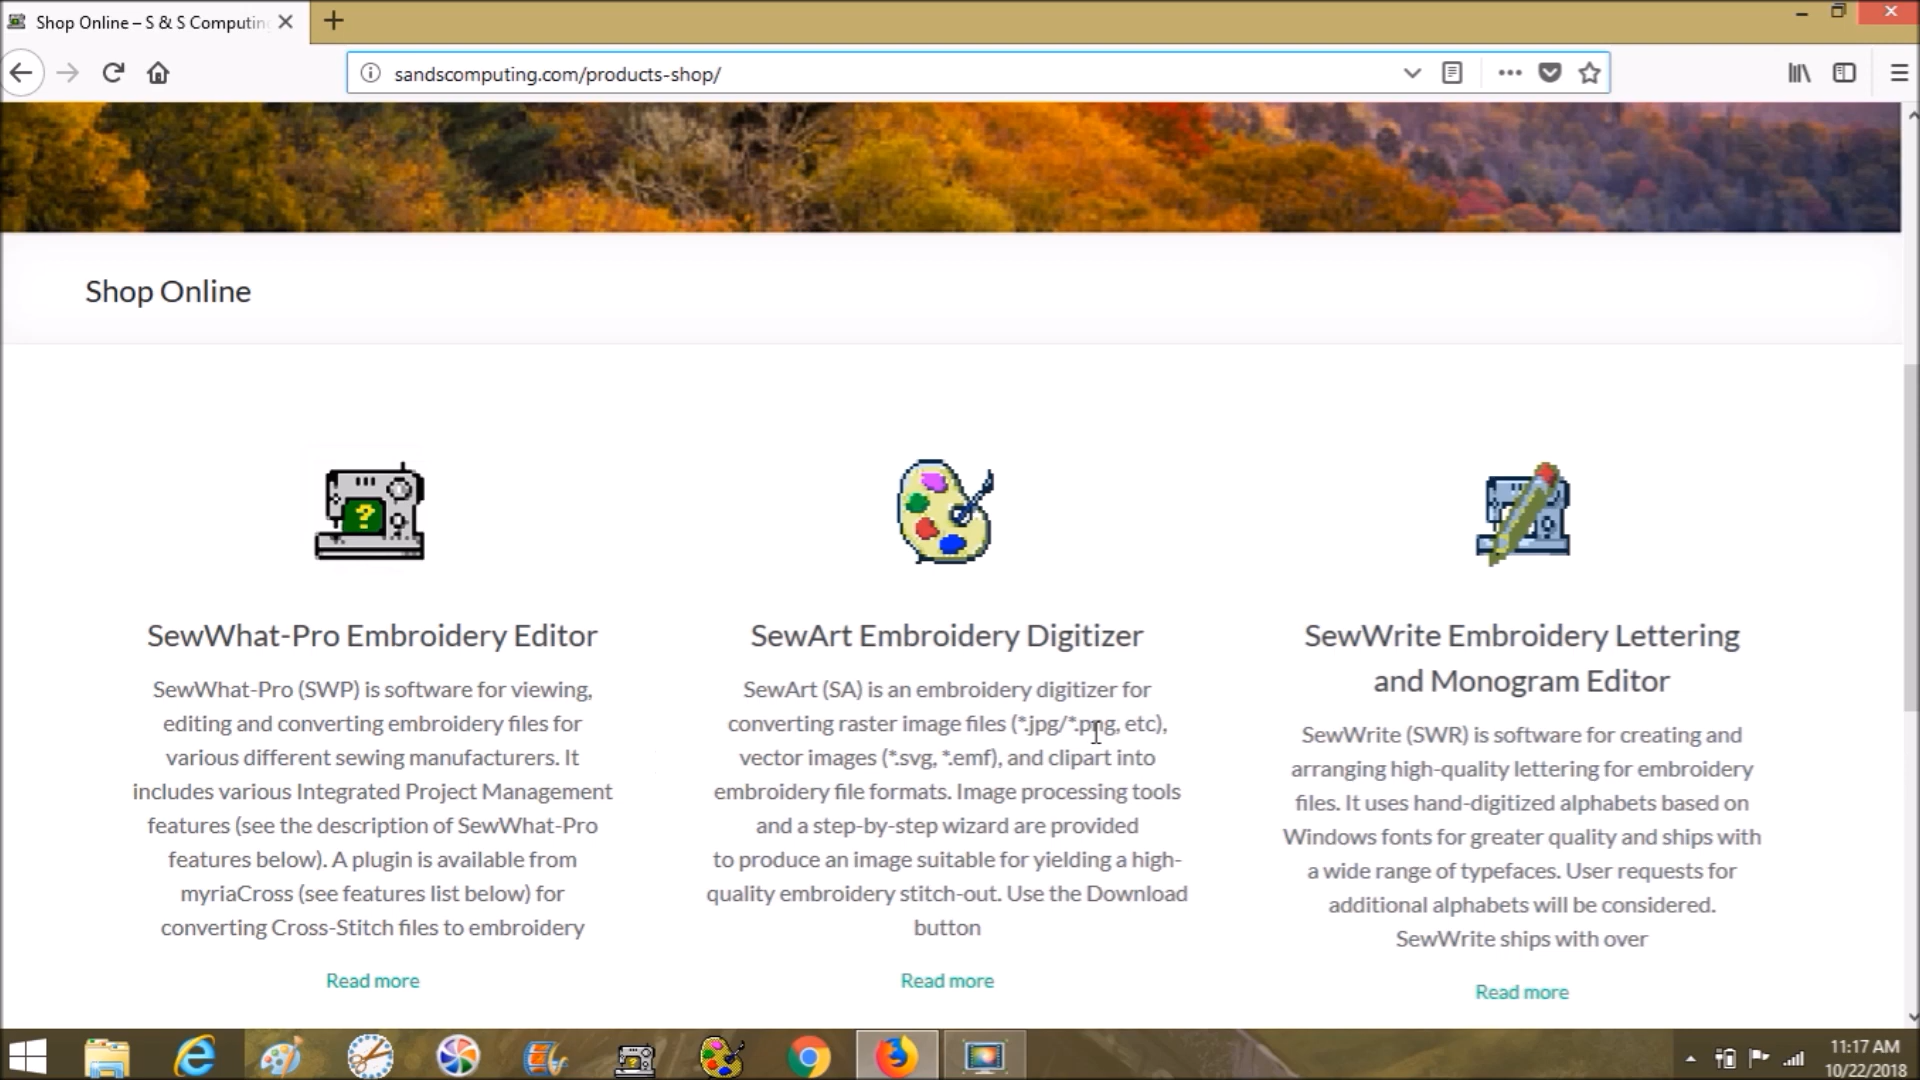 Shop Online – S & S Computing
sandscomputing.com/products-shop/
Shop Online
?
SewWhat-Pro Embroidery Editor
SewWhat-Pro (SWP) is software for viewing,
editing and converting embroidery files for
various different sewing manufacturers. It
includes various Integrated Project Management
features (see the description of SewWhat-Pro
features below). A plugin is available from
myriaCross (see features list below) for
converting Cross-Stitch files to embroidery
Read more
SewArt Embroidery Digitizer
SewArt (SA) is an embroidery digitizer for
converting raster image files (*.jpg/*.png, etc),
vector images (*.svg, *.emf), and clipart into
embroidery file formats. Image processing tools
and a step-by-step wizard are provided
to produce an image suitable for yielding a high-
quality embroidery stitch-out. Use the Download
button
Read more
SewWrite Embroidery Lettering
and Monogram Editor
SewWrite (SWR) is software for creating and
arranging high-quality lettering for embroidery
files. It uses hand-digitized alphabets based on
Windows fonts for greater quality and ships with
a wide range of typefaces. User requests for
additional alphabets will be considered.
SewWrite ships with over
Read more
11:17 AM
10/22/2018